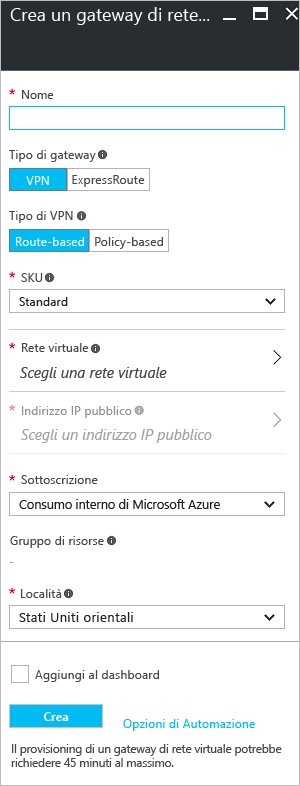 Crea un gateway di rete...
* Nome
Tipo di gateway
VPN ExpressRoute
Tipo di VPN
Route-based Policy-based
* SKU
Standard
* Rete virtuale
Scegli una rete virtuale
* Indirizzo IP pubblico
Scegli un indirizzo IP pubblico
* Sottoscrizione
Consumo interno di Microsoft Azure
Gruppo di risorse
-
* Località
Stati Uniti orientali
Aggiungi al dashboard
Crea Opzioni di Automazione
Il provisioning di un gateway di rete virtuale potrebbe
richiedere 45 minuti al massimo.